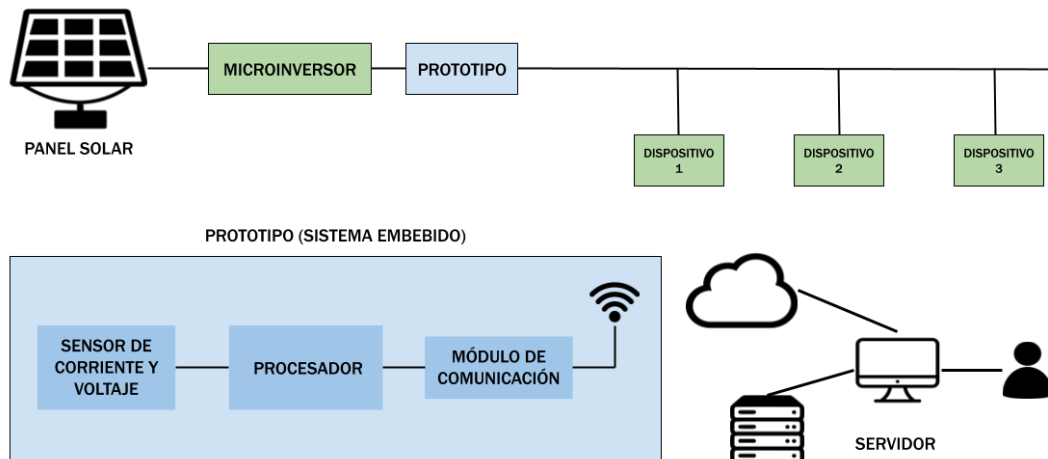 MICROINVERSOR
PROTOTIPO
PANEL SOLAR
DISPOSITIVO
1
DISPOSITIVO
2
DISPOSITIVO
3
PROTOTIPO (SISTEMA EMBEBIDO)
SENSOR DE
CORRIENTE Y
VOLTAJE
PROCESADOR
MÓDULO DE
COMUNICACIÓN
SERVIDOR